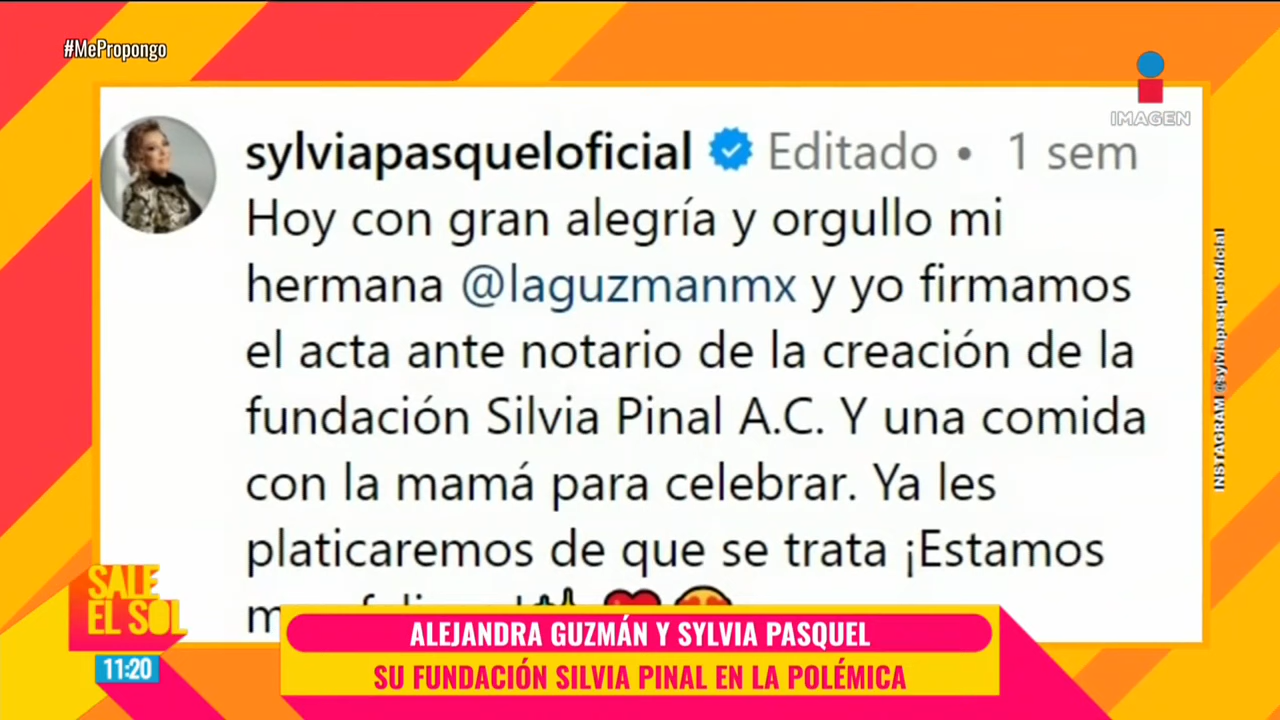 #MePropongo
IMAGEN
sylviapasqueloficial Editado • 1 sem
Hoy con gran alegría y orgullo mi
hermana @laguzmanmx y yo firmamos
el acta ante notario de la creación de la
fundación Silvia Pinal A.C. Y una comida
con la mamá para celebrar. Ya les
platicaremos de que se trata ¡Estamos
INSTAGRAM @sylviapasqueloficial
SALE
EL SOL
11:20
ALEJANDRA GUZMÁN Y SYLVIA PASQUEL
SU FUNDACIÓN SILVIA PINAL EN LA POLÉMICA